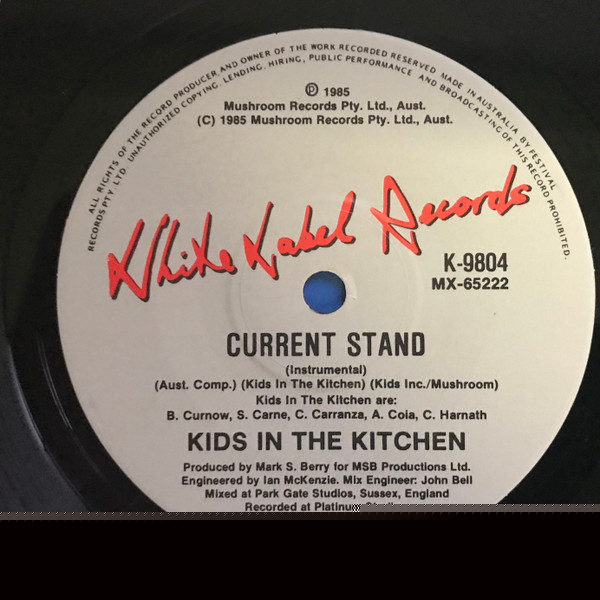 ALL RIGHTS OF THE RECORD PRODUCER AND OWNER OF THE WORK RECORDED RESERVED MADE IN AUSTRALIA BY FESTIVAL
RECORDS PTY. LTD. UNAUTHORIZED COPYING, LENDING, HIRING, PUBLIC PERFORMANCE AND BROADCASTING OF THIS RECORD PROHIBITED.
℗ 1985
Mushroom Records Pty. Ltd., Aust.
(C) 1985 Mushroom Records Pty. Ltd., Aust.
White Label Records
K-9804
MX-65222
CURRENT STAND
(Instrumental)
(Aust. Comp.) (Kids In The Kitchen) (Kids Inc./Mushroom)
Kids In The Kitchen are:
B. Curnow, S. Carne, C. Carranza, A. Coia, C. Harnath
KIDS IN THE KITCHEN
Produced by Mark S. Berry for MSB Productions Ltd.
Engineered by Ian McKenzie. Mix Engineer: John Bell
Mixed at Park Gate Studios, Sussex, England
Recorded at Platinum